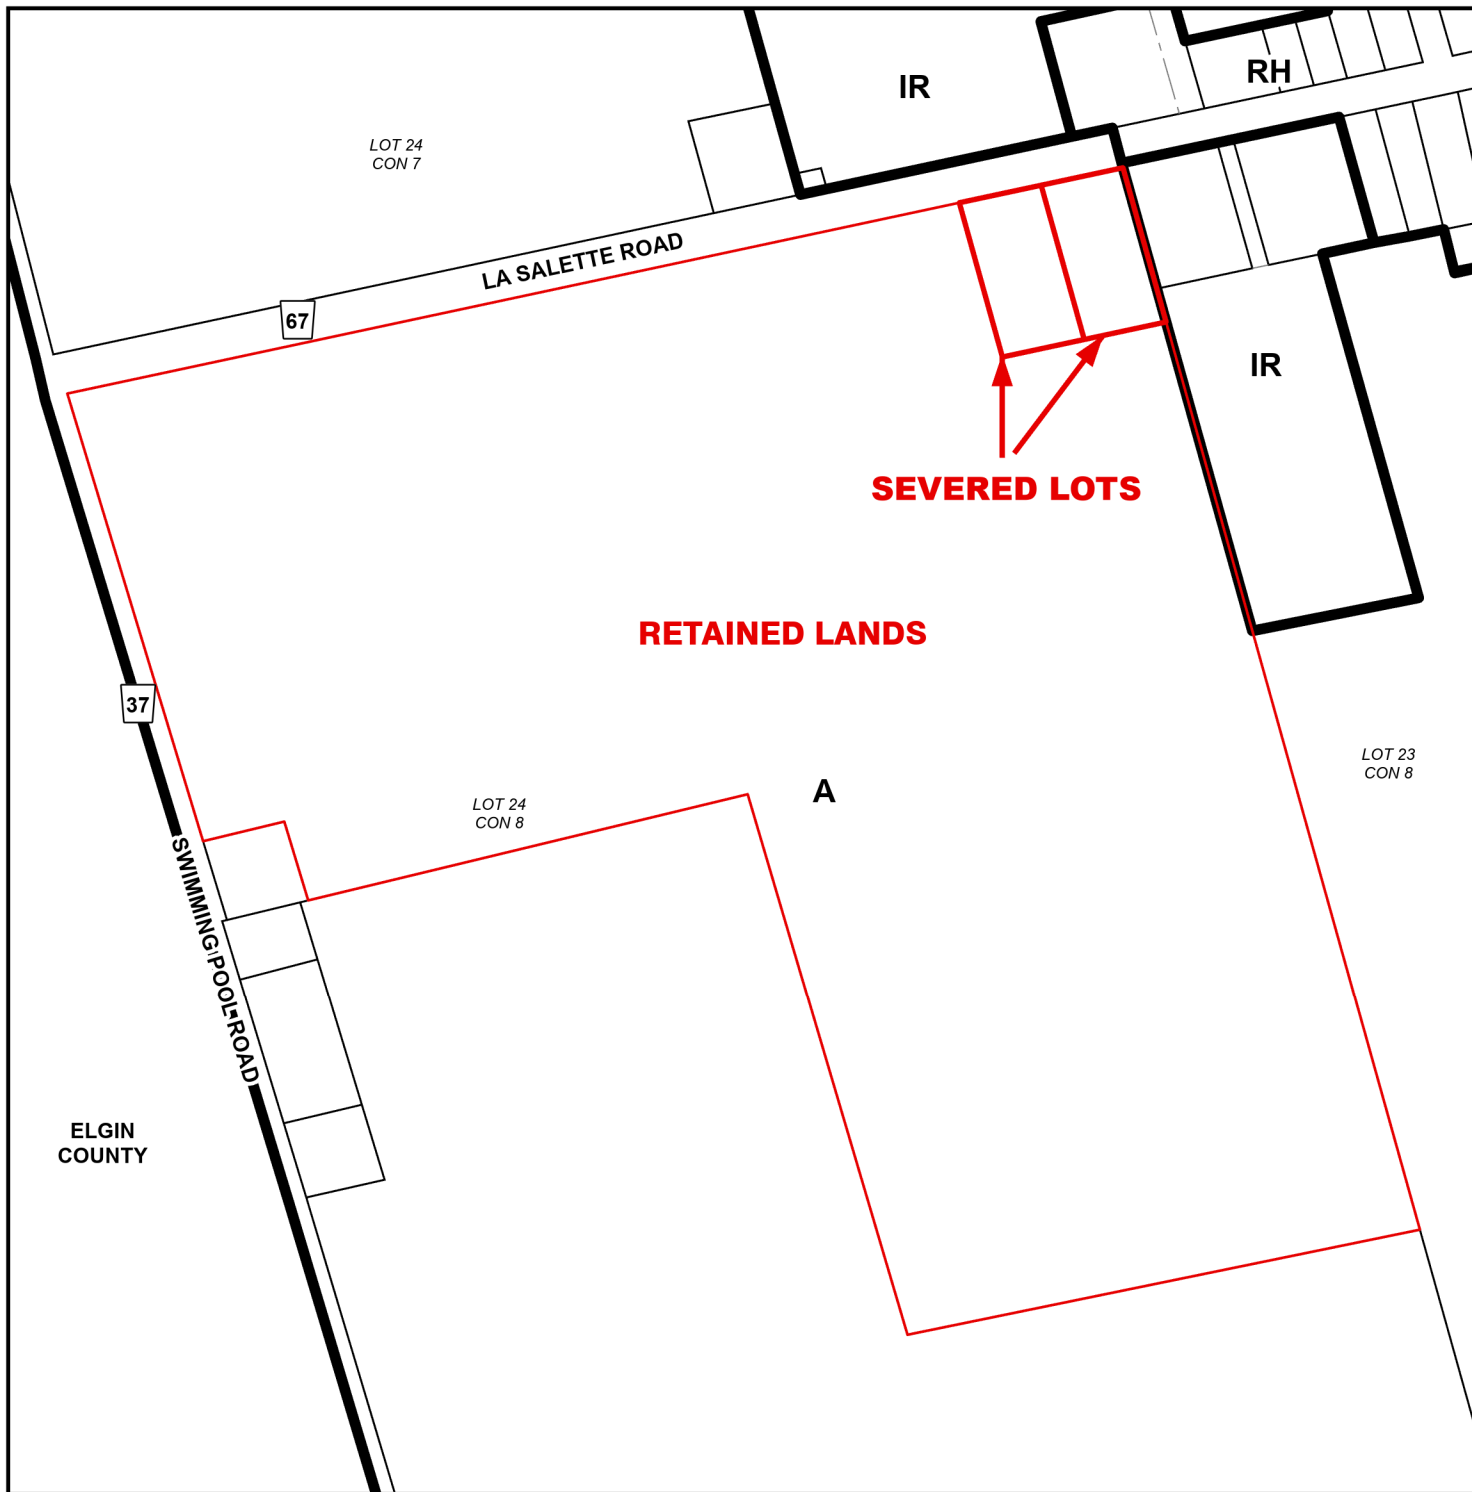 RH
IR
LOT 24
CON 7
LA SALETTE ROAD
67
IR
SEVERED LOTS
RETAINED LANDS
37
LOT 23
CON 8
A
LOT 24
CON 8
SWIMMING POOL ROAD
ELGIN
COUNTY